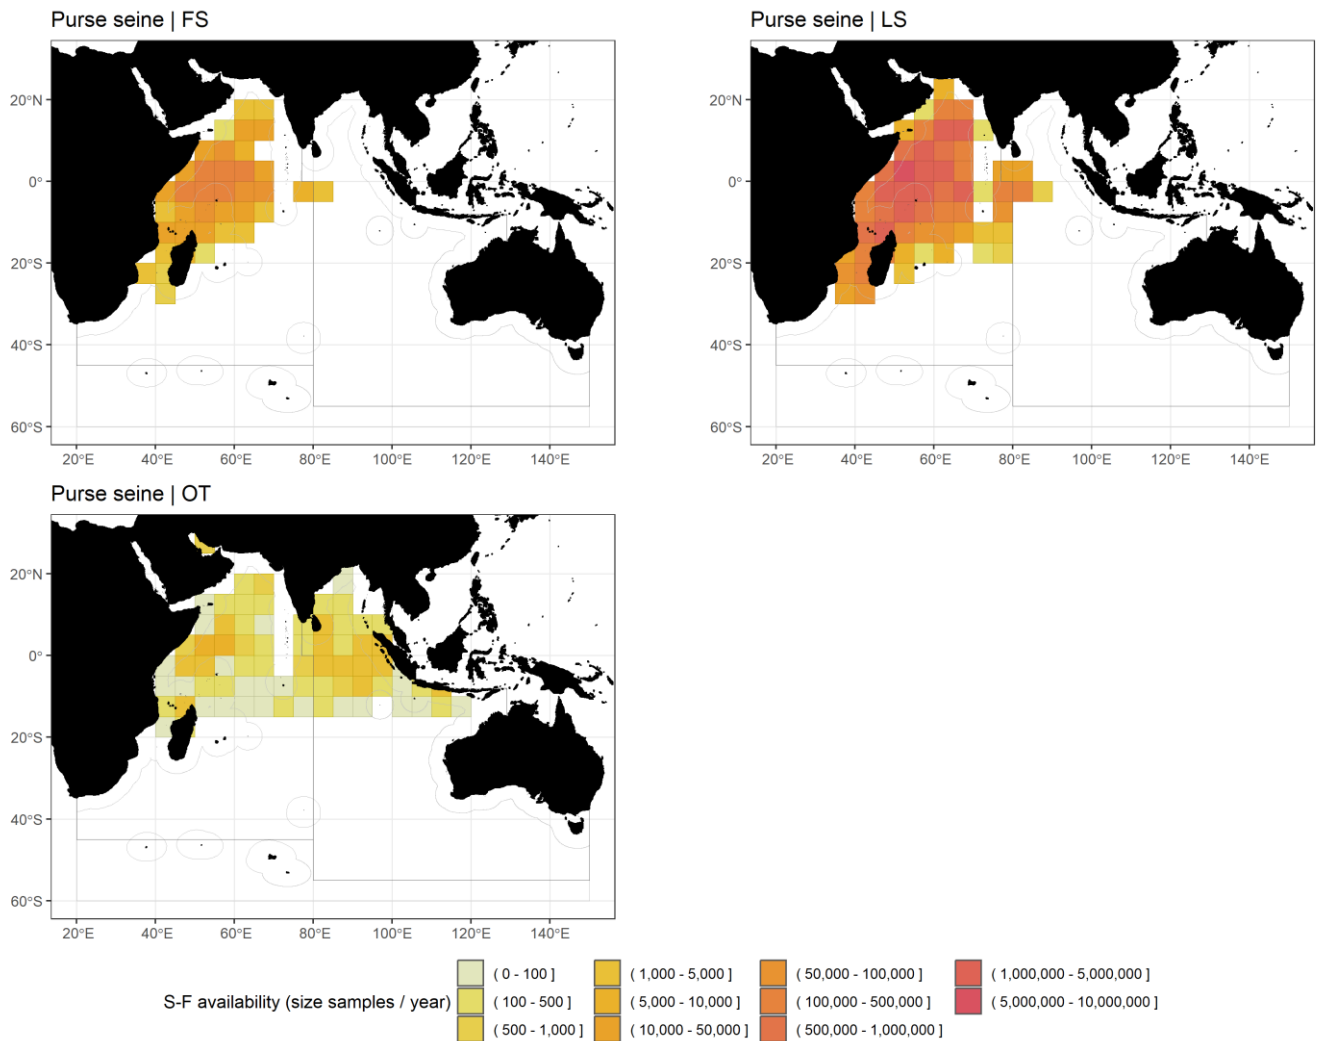 Purse seine | FS
20°N
0°
20°S
40°S
60°S
20°E 40°E 60°E 80°E 100°E 120°E 140°E
Purse seine | LS
20°N
0°
20°S
40°S
60°S
20°E 40°E 60°E 80°E 100°E 120°E 140°E
Purse seine | OT
20°N
0°
20°S
40°S
60°S
20°E 40°E 60°E 80°E 100°E 120°E 140°E
S-F availability (size samples / year)
( 0 - 100 ]
( 100 - 500 ]
( 500 - 1,000 ]
( 1,000 - 5,000 ]
( 5,000 - 10,000 ]
( 10,000 - 50,000 ]
( 50,000 - 100,000 ]
( 100,000 - 500,000 ]
( 500,000 - 1,000,000 ]
( 1,000,000 - 5,000,000 ]
( 5,000,000 - 10,000,000 ]